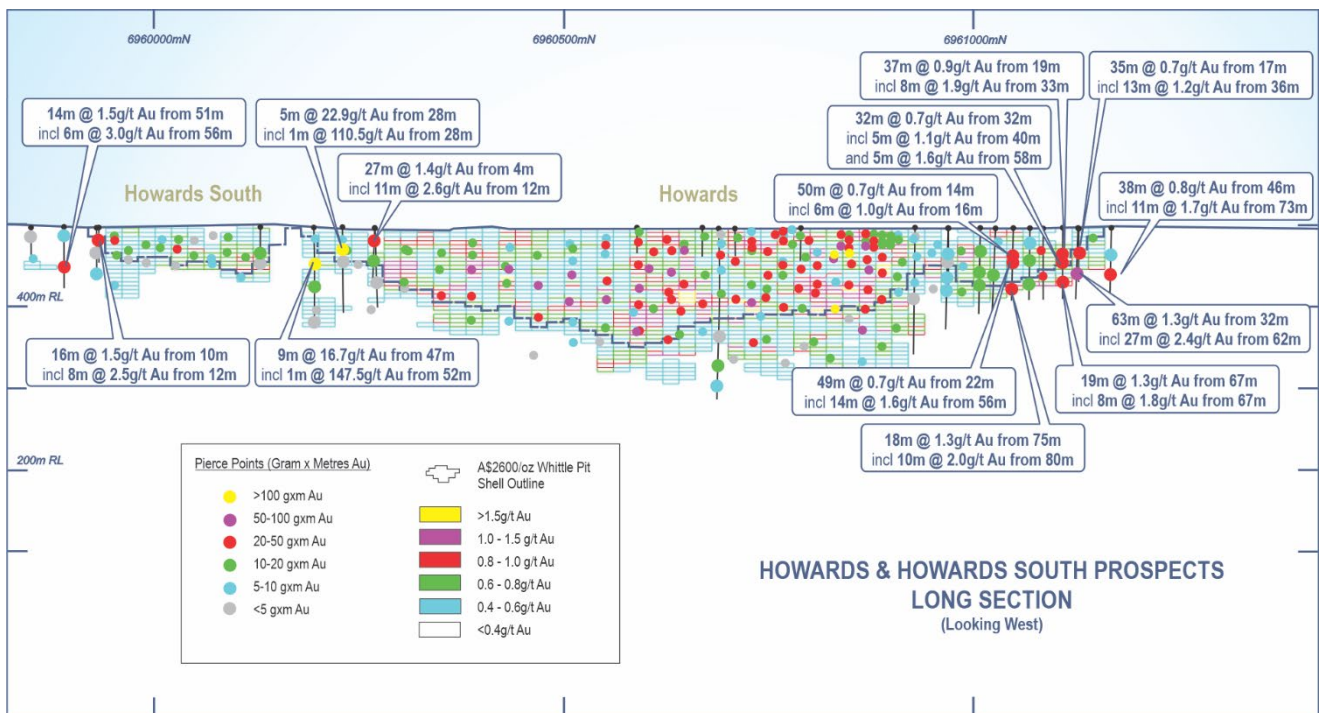 6960000mN
6960500mN
6961000mN
14m @ 1.5g/t Au from 51m
incl 6m @ 3.0g/t Au from 56m
5m @ 22.9g/t Au from 28m
incl 1m @ 110.5g/t Au from 28m
27m @ 1.4g/t Au from 4m
incl 11m @ 2.6g/t Au from 12m
37m @ 0.9g/t Au from 19m
incl 8m @ 1.9g/t Au from 33m
35m @ 0.7g/t Au from 17m
incl 13m @ 1.2g/t Au from 36m
32m @ 0.7g/t Au from 32m
incl 5m @ 1.1g/t Au from 40m
and 5m @ 1.6g/t Au from 58m
50m @ 0.7g/t Au from 14m
incl 6m @ 1.0g/t Au from 16m
38m @ 0.8g/t Au from 46m
incl 11m @ 1.7g/t Au from 73m
Howards South
Howards
400m RL
16m @ 1.5g/t Au from 10m
incl 8m @ 2.5g/t Au from 12m
9m @ 16.7g/t Au from 47m
incl 1m @ 147.5g/t Au from 52m
63m @ 1.3g/t Au from 32m
incl 27m @ 2.4g/t Au from 62m
49m @ 0.7g/t Au from 22m
incl 14m @ 1.6g/t Au from 56m
19m @ 1.3g/t Au from 67m
incl 8m @ 1.8g/t Au from 67m
18m @ 1.3g/t Au from 75m
incl 10m @ 2.0g/t Au from 80m
200m RL
Pierce Points (Gram x Metres Au)
>100 gxm Au
50-100 gxm Au
20-50 gxm Au
10-20 gxm Au
5-10 gxm Au
<5 gxm Au
A$2600/oz Whittle Pit
Shell Outline
>1.5g/t Au
1.0 - 1.5 g/t Au
0.8 - 1.0 g/t Au
0.6 - 0.8g/t Au
0.4 - 0.6g/t Au
<0.4g/t Au
HOWARDS & HOWARDS SOUTH PROSPECTS
LONG SECTION
(Looking West)